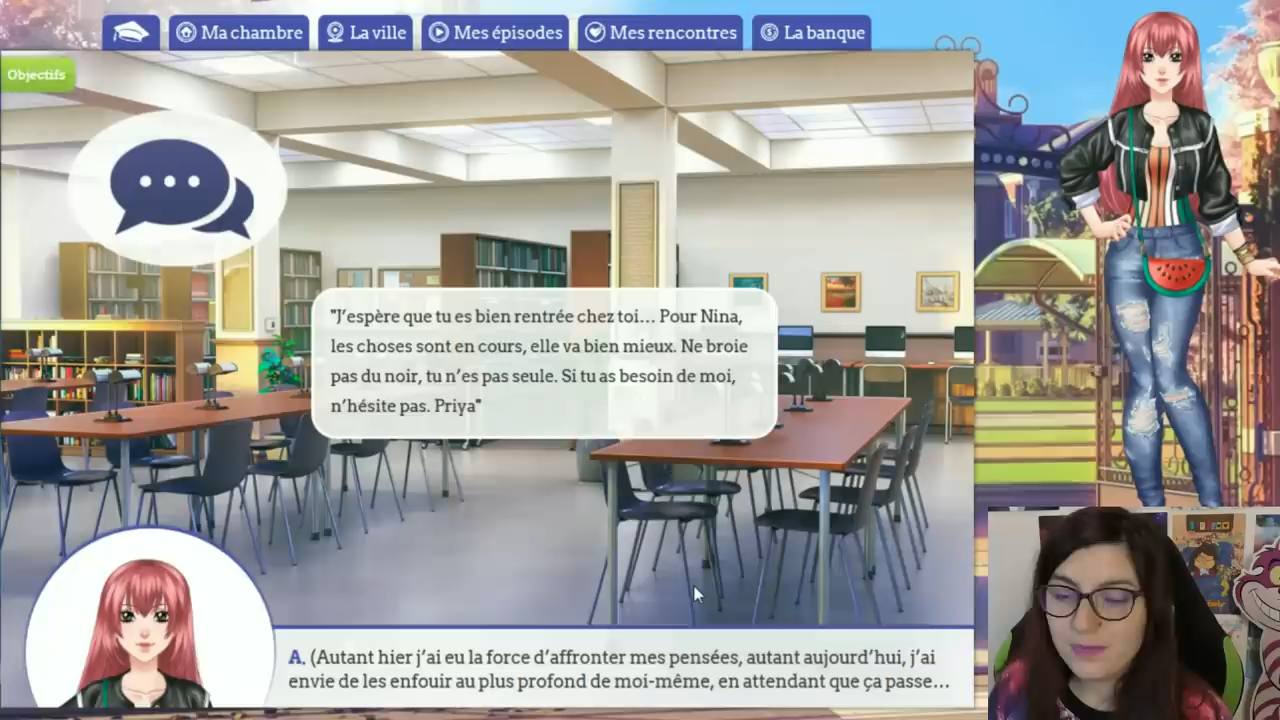 Ma chambre
La ville
Mes épisodes
Mes rencontres
La banque
Objectifs
"J'espère que tu es bien rentrée chez toi... Pour Nina,
les choses sont en cours, elle va bien mieux. Ne broie
pas du noir, tu n'es pas seule. Si tu as besoin de moi,
n'hésite pas. Priya"
A. (Autant hier j'ai eu la force d'affronter mes pensées, autant aujourd'hui, j'ai
envie de les enfouir au plus profond de moi-même, en attendant que ça passe...